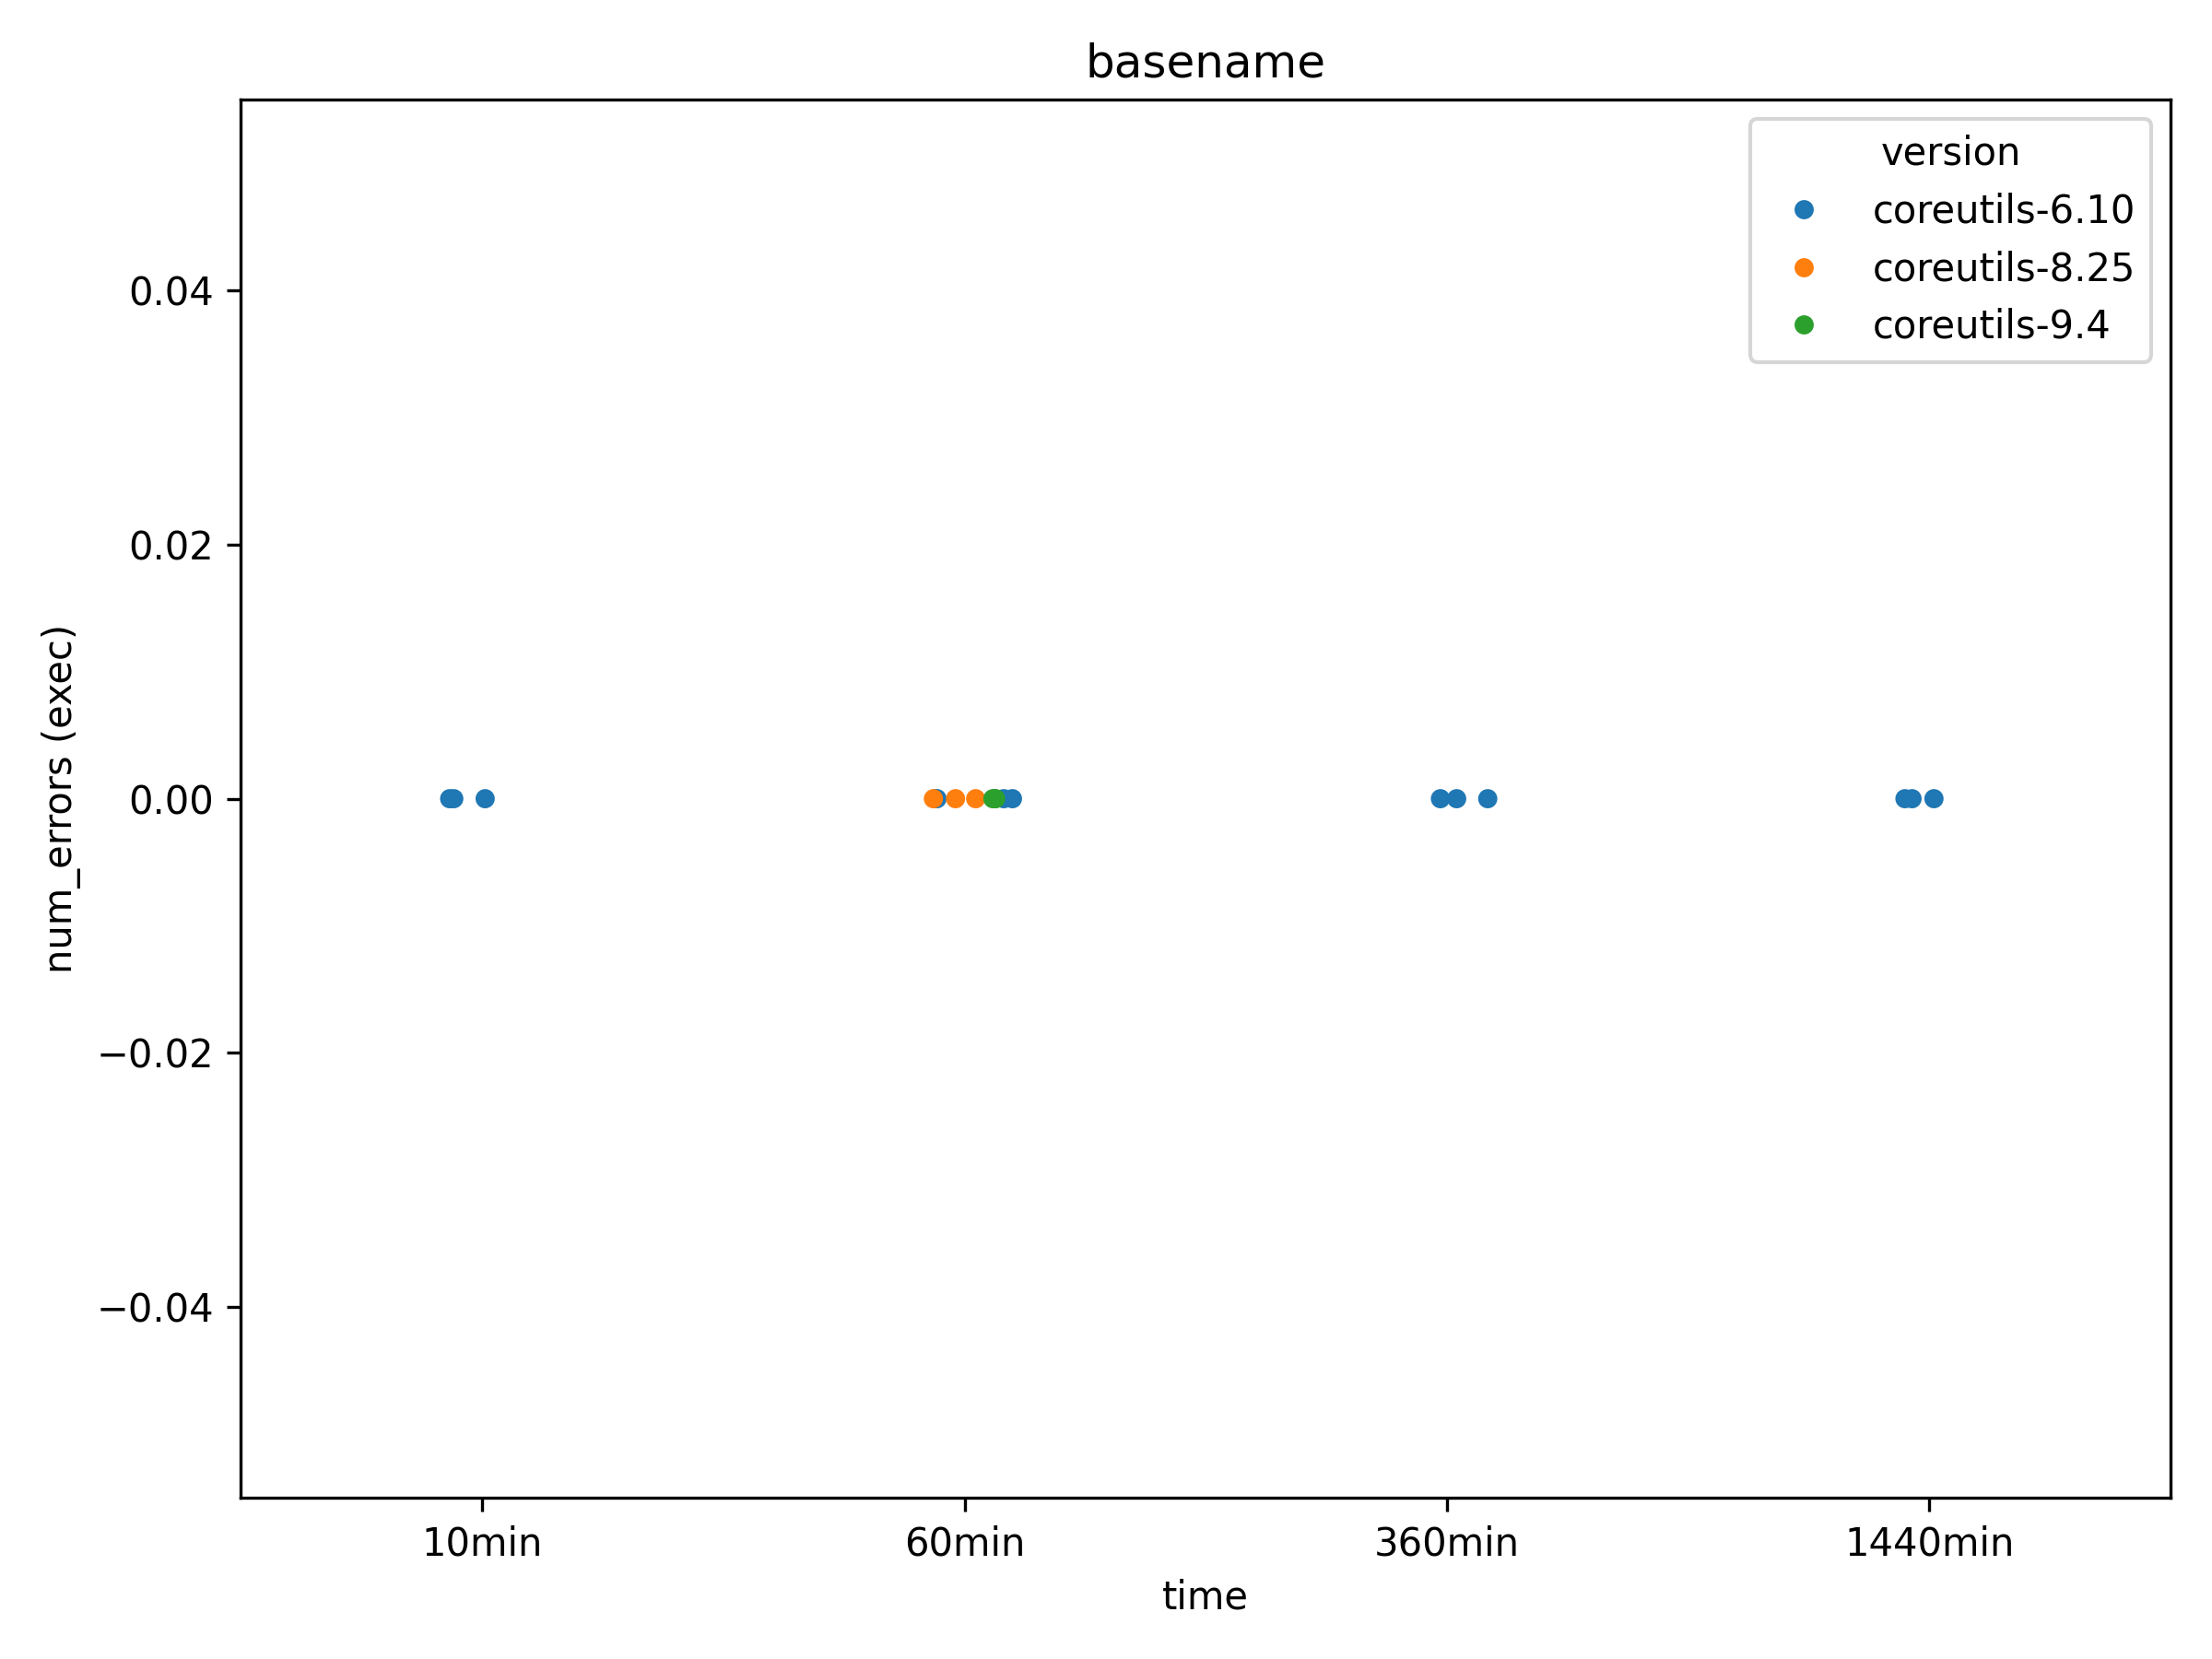 basename
version
coreutils-6.10
coreutils-8.25
coreutils-9.4
0.04
0.02
0.00
−0.02
−0.04
num_errors (exec)
10min 60min 360min 1440min
time